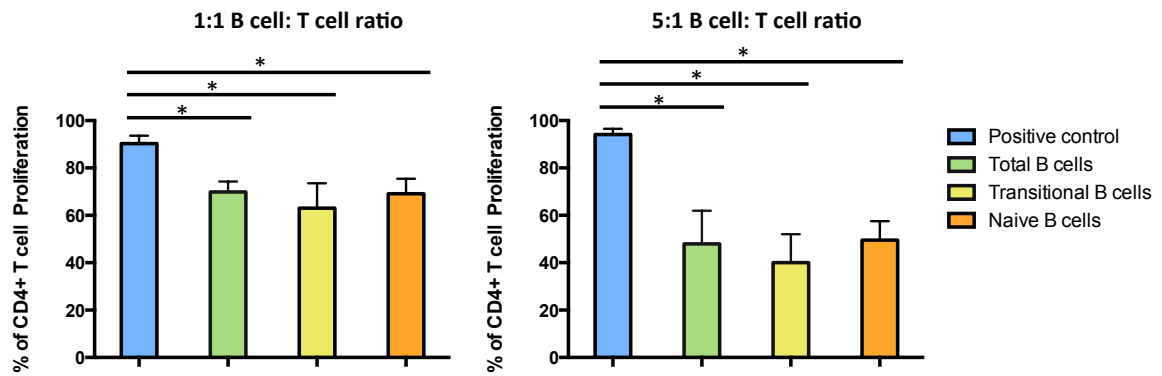 1:1 B cell: T cell ratio
*
*
*
% of CD4+ T cell Proliferation
100
80
60
40
20
0
5:1 B cell: T cell ratio
*
*
*
% of CD4+ T cell Proliferation
100
80
60
40
20
0
Positive control
Total B cells
Transitional B cells
Naive B cells